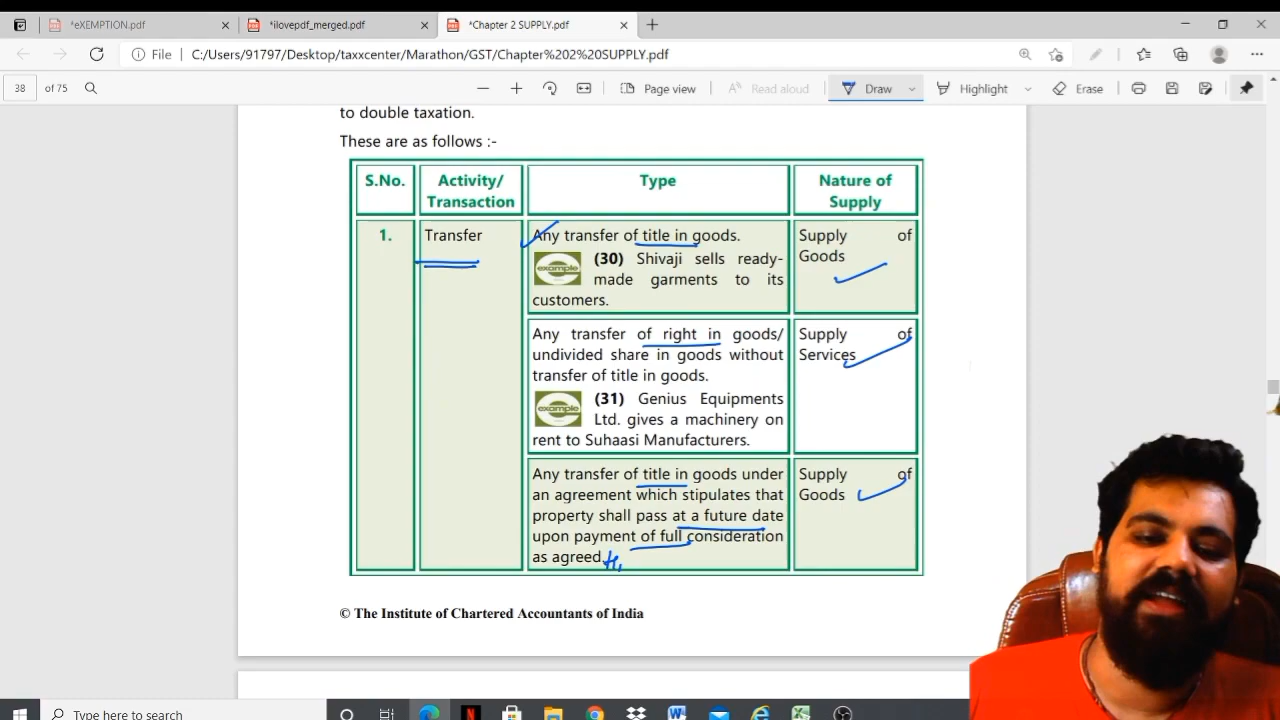 *eXEMPTION.pdf
*ilovepdf_merged.pdf
*Chapter 2 SUPPLY.pdf
File
C:/Users/91797/Desktop/taxxcenter/Marathon/GST/Chapter%202%20SUPPLY.pdf
38 of 75
Page view
Read aloud
Draw
Highlight
Erase
to double taxation.
These are as follows :-
S.No.
Activity/
Transaction
Type
Nature of
Supply
1.
Transfer
Any transfer of title in goods.
example (30) Shivaji sells ready-
made garments to its
customers.
Supply of
Goods
Any transfer of right in goods/
undivided share in goods without
transfer of title in goods.
example (31) Genius Equipments
Ltd. gives a machinery on
rent to Suhaasi Manufacturers.
Supply of
Services
Any transfer of title in goods under
an agreement which stipulates that
property shall pass at a future date
upon payment of full consideration
as agreed.
Supply of
Goods
© The Institute of Chartered Accountants of India
Type here to search